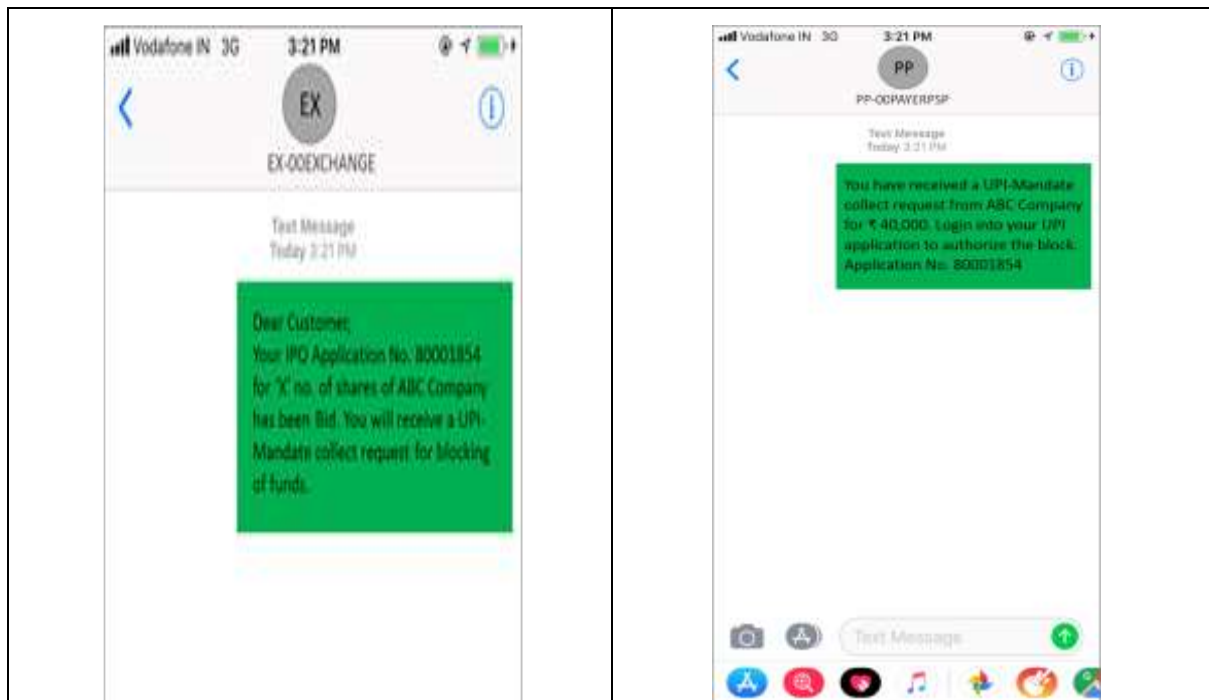 Vodafone IN 3G 3:21 PM
EX
EX-00EXCHANGE
Text Message
Today 3:21 PM
Dear Customer,
Your IPO Application No. 80001854
for 'X' no. of shares of ABC Company
has been Bid. You will receive a UPI-
Mandate collect request for blocking
of funds.
Vodafone IN 3G 3:21 PM
PP
PP-00PAYERPSP
Text Message
Today 3:21 PM
You have received a UPI-Mandate
collect request from ABC Company
for ₹ 40,000. Login into your UPI
application to authorize the block.
Application No. 80001854
Text Message